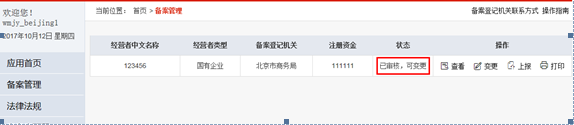 欢迎您！
wmjy_beijing1
2017年10月12日 星期四
当前位置： 首页 > 备案管理
备案登记机关联系方式 操作指南
经营者中文名称 经营者类型 备案登记机关 注册资金 状态 操作
123456 国有企业 北京市商务局 111111 已审核，可变更 查看 变更 上报 打印
应用首页
备案管理
法律法规